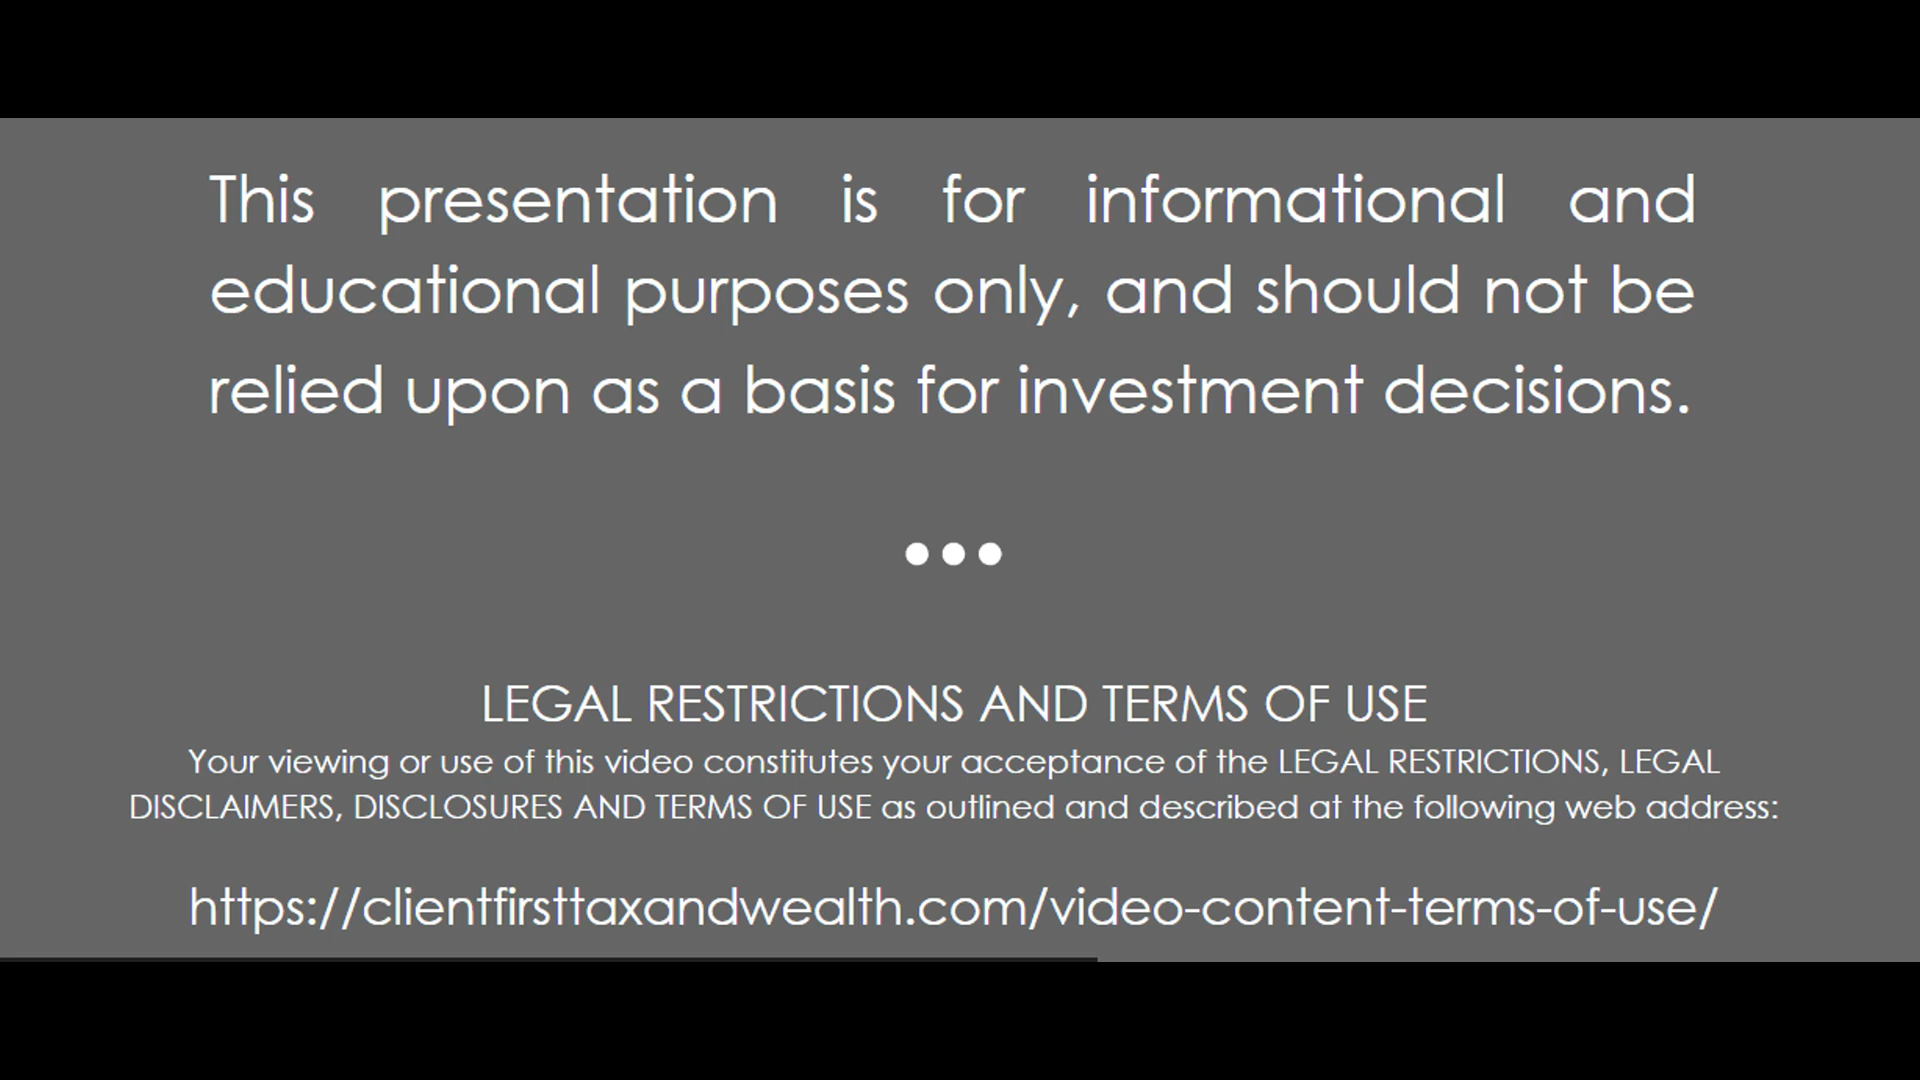 This presentation is for informational and
educational purposes only, and should not be
relied upon as a basis for investment decisions.
•••
LEGAL RESTRICTIONS AND TERMS OF USE
Your viewing or use of this video constitutes your acceptance of the LEGAL RESTRICTIONS, LEGAL
DISCLAIMERS, DISCLOSURES AND TERMS OF USE as outlined and described at the following web address:
https://clientfirsttaxandwealth.com/video-content-terms-of-use/